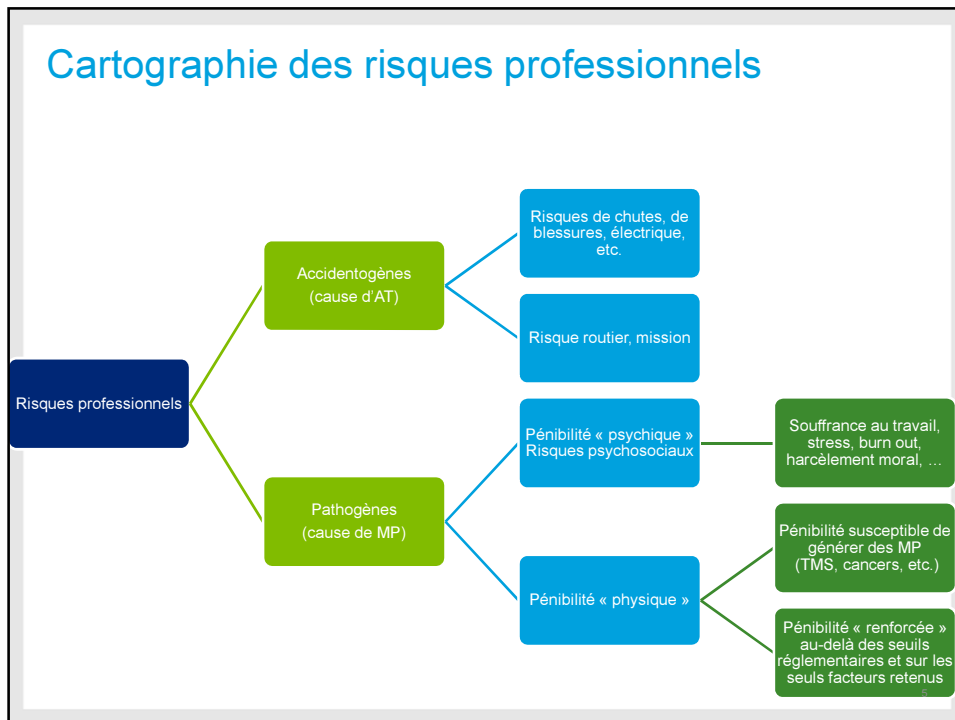 Cartographie des risques professionnels
Risques de chutes, de
blessures, électrique,
etc.
Accidentogènes
(cause d'AT)
Risque routier, mission
Risques professionnels
Pénibilité « psychique »
Risques psychosociaux
Souffrance au travail,
stress, burn out,
harcèlement moral, …
Pathogènes
(cause de MP)
Pénibilité « physique »
Pénibilité susceptible de
générer des MP
(TMS, cancers, etc.)
Pénibilité « renforcée »
au-delà des seuils
réglementaires et sur les
seuls facteurs retenus
5